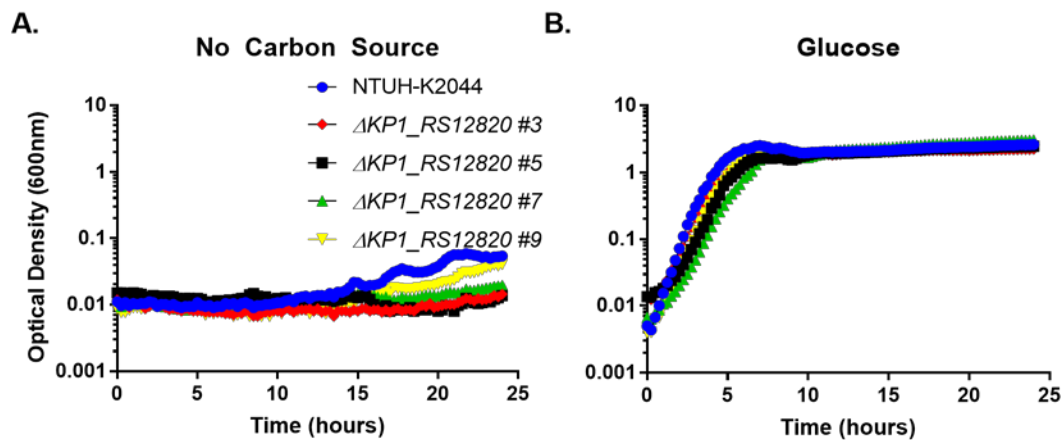 A.
No Carbon Source
NTUH-K2044
ΔKP1_RS12820 #3
ΔKP1_RS12820 #5
ΔKP1_RS12820 #7
ΔKP1_RS12820 #9
Optical Density (600nm)
10
1
0.1
0.01
0.001
0 5 10 15 20 25
Time (hours)
B.
Glucose
10
1
0.1
0.01
0.001
0 5 10 15 20 25
Time (hours)